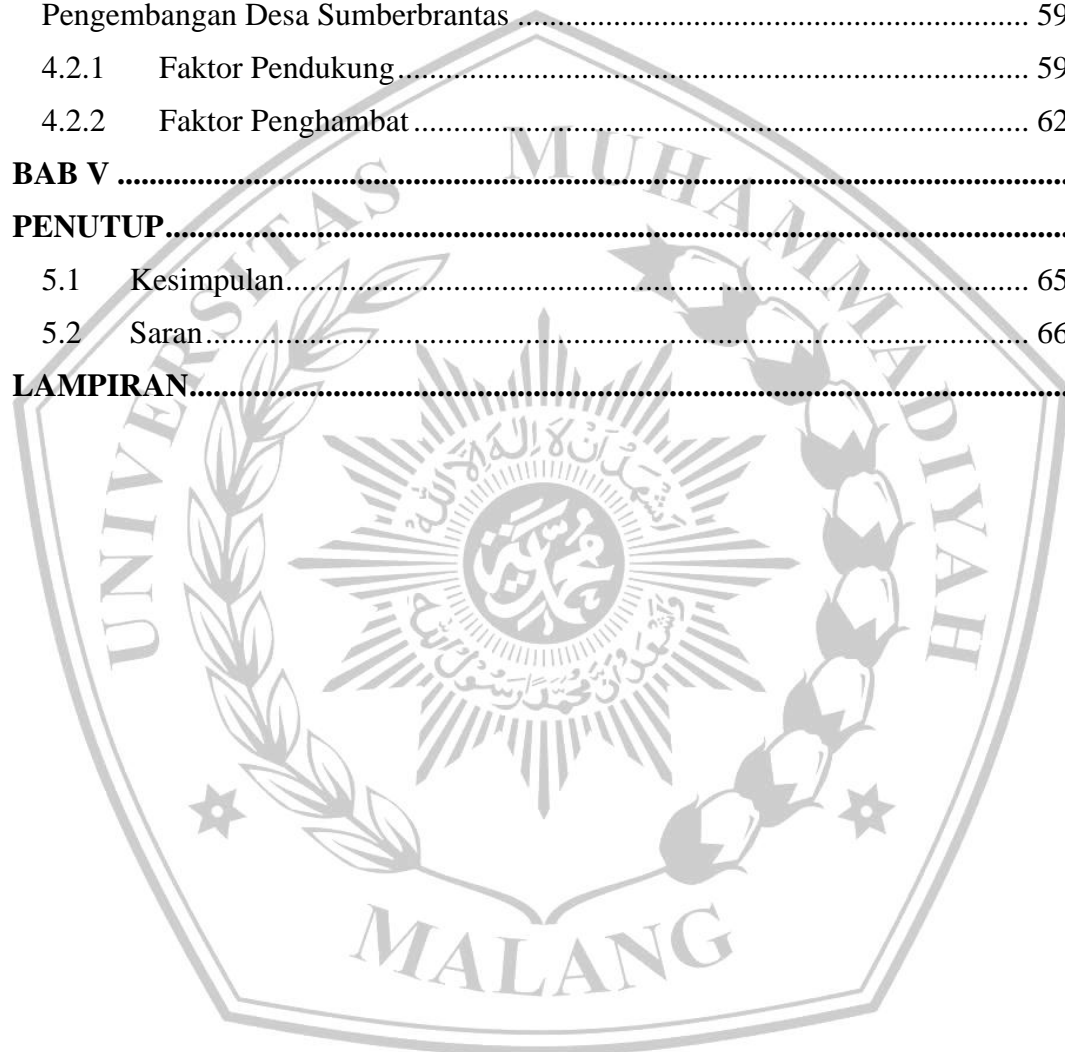 Pengembangan Desa Sumberbrantas ................................................................ 59
4.2.1 Faktor Pendukung ............................................................................... 59
4.2.2 Faktor Penghambat ............................................................................. 62
BAB V ........................................................................................................
PENUTUP ..................................................................................................
5.1 Kesimpulan ............................................................................................. 65
5.2 Saran ....................................................................................................... 66
LAMPIRAN ...............................................................................................
UNIVERSITAS MUHAMMADIYAH
MALANG